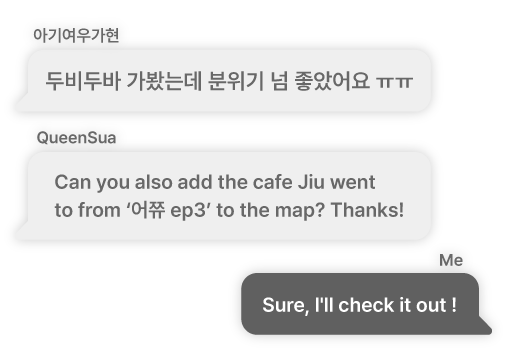 아기여우가현
두비두바 가봤는데 분위기 넘 좋았어요 ㅠㅠ
QueenSua
Can you also add the cafe Jiu went
to from ‘어쮸 ep3’ to the map? Thanks!
Me
Sure, I'll check it out !